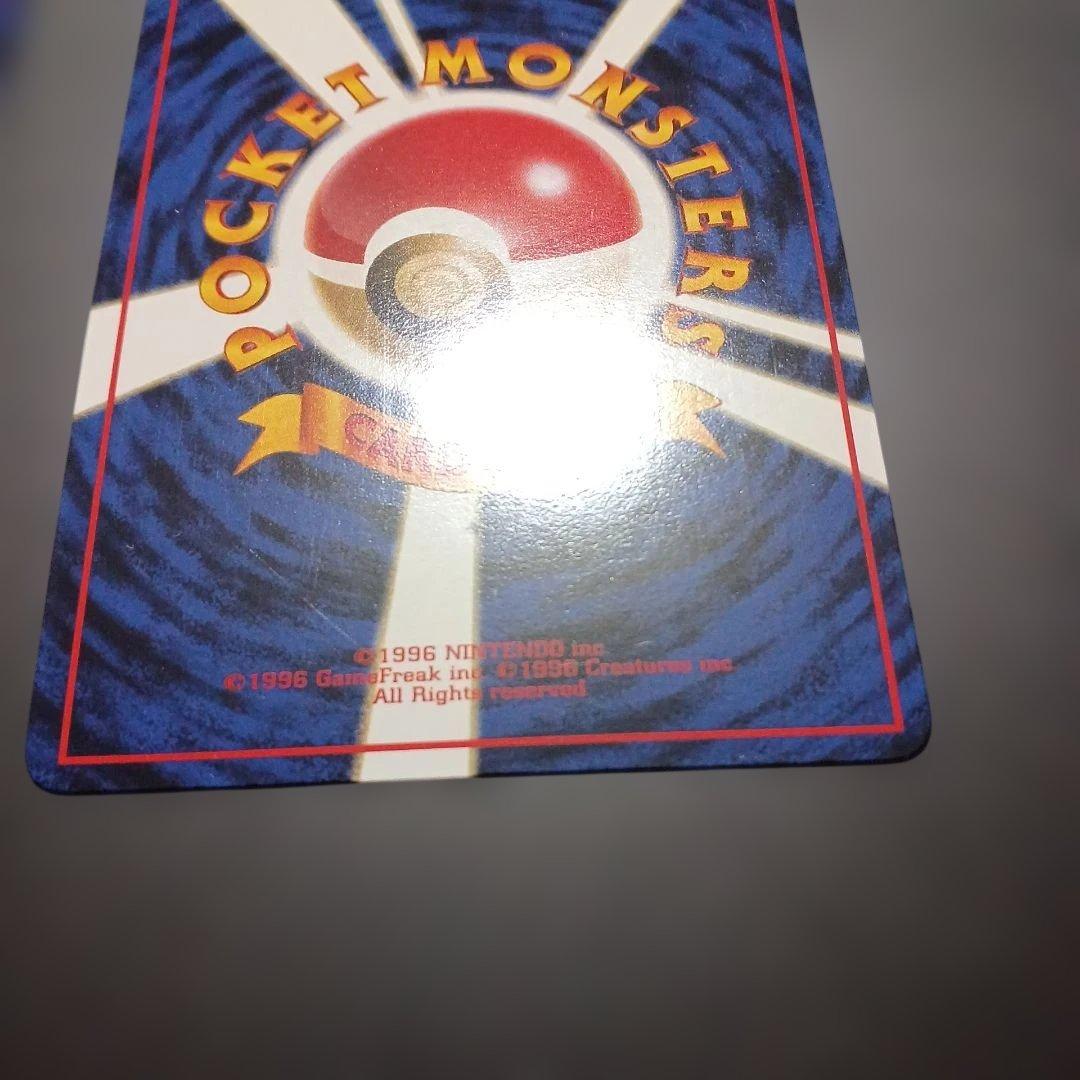 POCKET MONSTERS
©1996 NINTENDO inc
©1996 GameFreak inc ©1996 Creatures inc
All Rights reserved